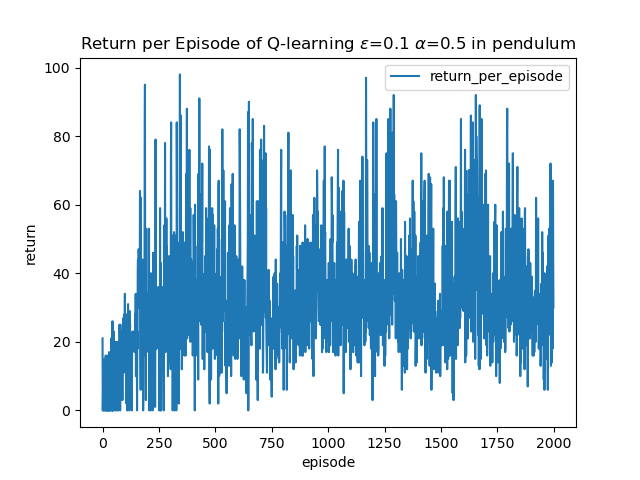 Return per Episode of Q-learning ε=0.1 α=0.5 in pendulum
return_per_episode
100
80
60
40
20
0
return
0 250 500 750 1000 1250 1500 1750 2000
episode